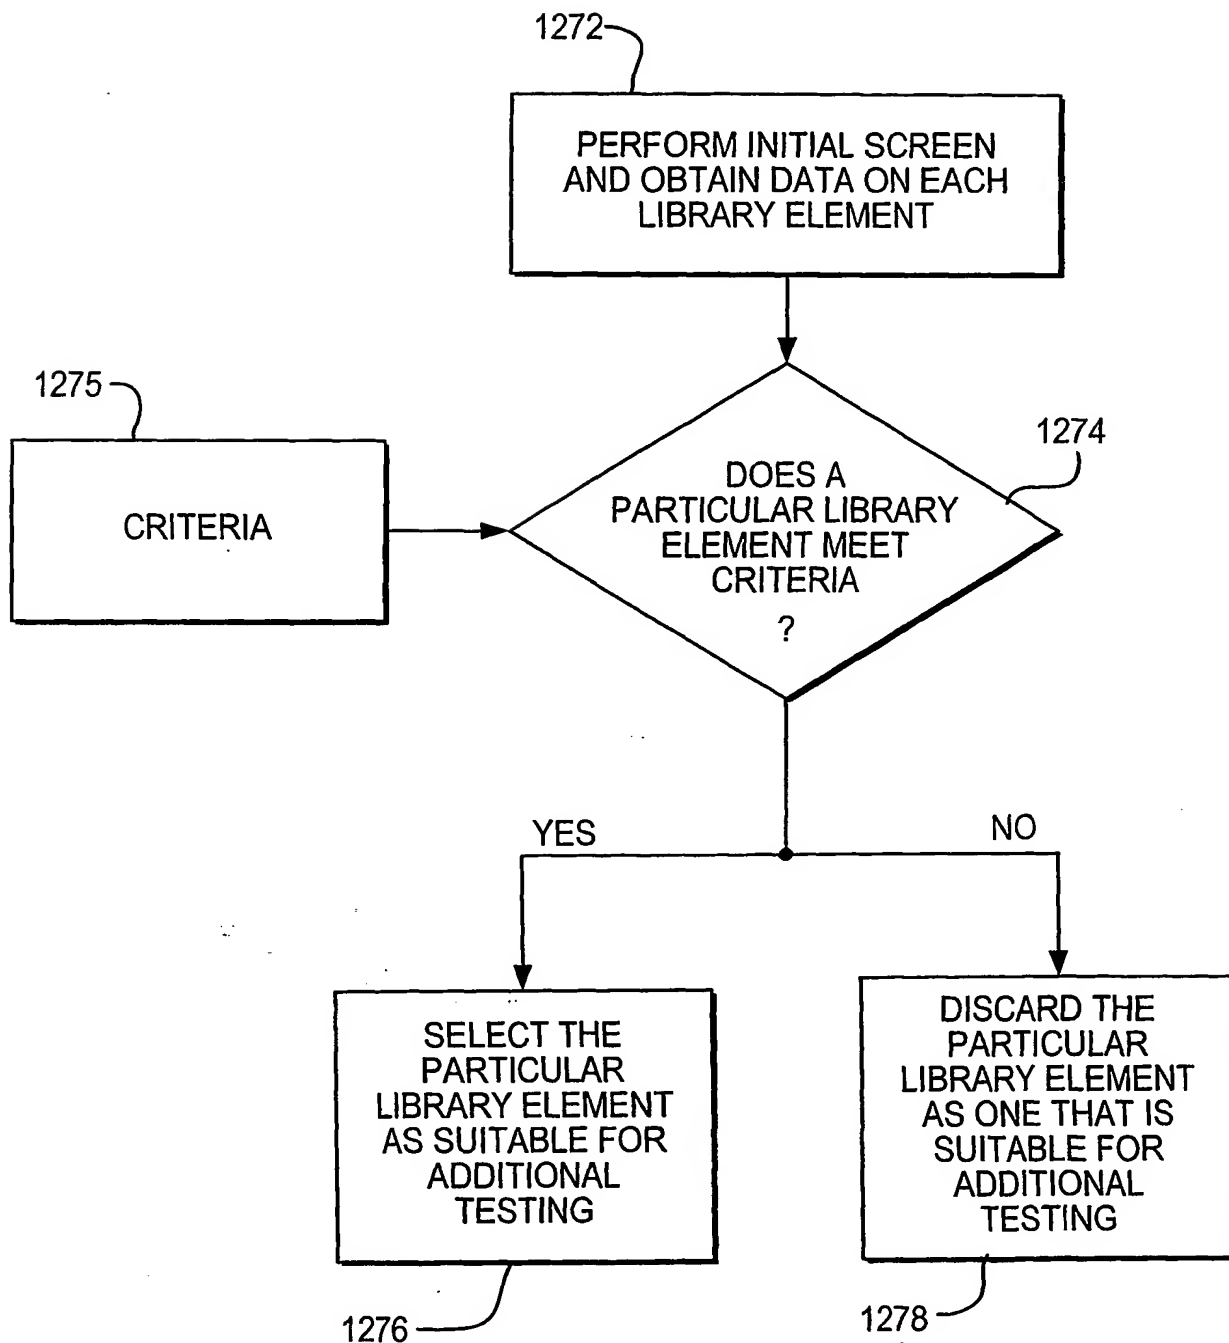 1272
PERFORM INITIAL SCREEN
AND OBTAIN DATA ON EACH
LIBRARY ELEMENT
1275
CRITERIA
1274
DOES A
PARTICULAR LIBRARY
ELEMENT MEET
CRITERIA
?
YES
NO
SELECT THE
PARTICULAR
LIBRARY ELEMENT
AS SUITABLE FOR
ADDITIONAL
TESTING
1276
DISCARD THE
PARTICULAR
LIBRARY ELEMENT
AS ONE THAT IS
SUITABLE FOR
ADDITIONAL
TESTING
1278